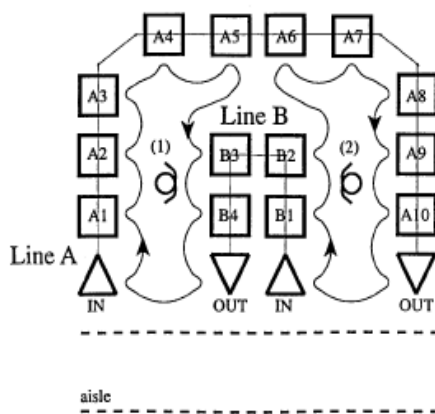 A4 A5 A6 A7
A3 A8
Line B
(1) (2)
A2 B3 B2 A9
A1 B4 B1 A10
Line A
IN OUT IN OUT
aisle